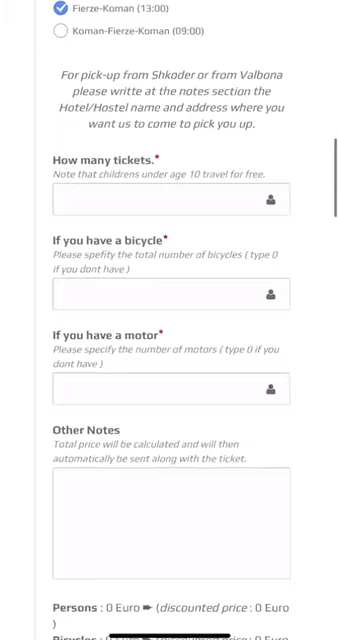 Fierze-Koman (13:00)
Koman-Fierze-Koman (09:00)
For pick-up from Shkoder or from Valbona
please writte at the notes section the
Hotel/Hostel name and address where you
want us to come to pick you up.
How many tickets.*
Note that childrens under age 10 travel for free.
If you have a bicycle*
Please spefity the total number of bicycles ( type 0
if you dont have )
If you have a motor*
Please specify the number of motors ( type 0 if you
dont have )
Other Notes
Total price will be calculated and will then
automatically be sent along with the ticket.
Persons : 0 Euro (discounted price : 0 Euro
)